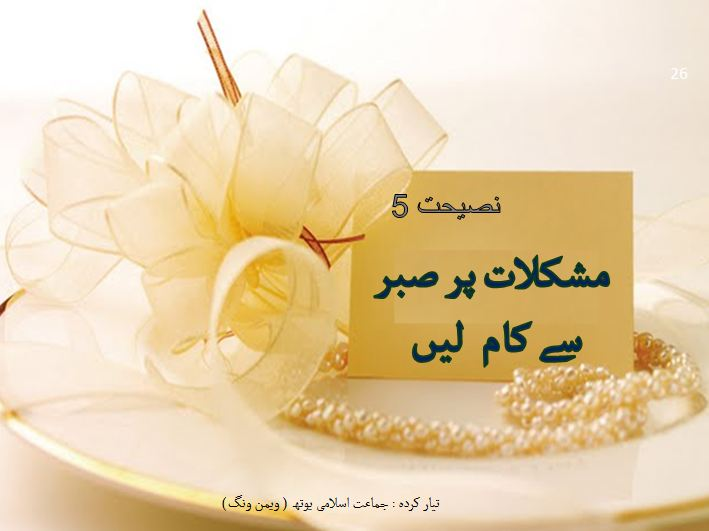 26
نصیحت 5
مشکلات پر صبر
سے کام لیں
تیار کردہ : جماعت اسلامی یوتھ ( ویمن ونگ )